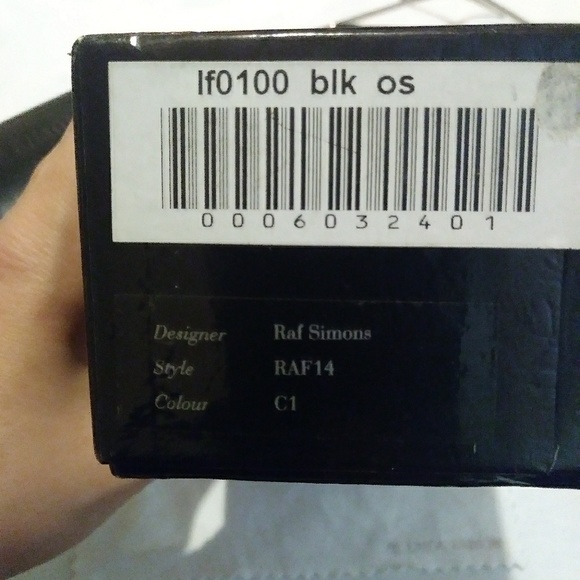 lf0100 blk os
0006032401
Designer Raf Simons
Style RAF14
Colour C1